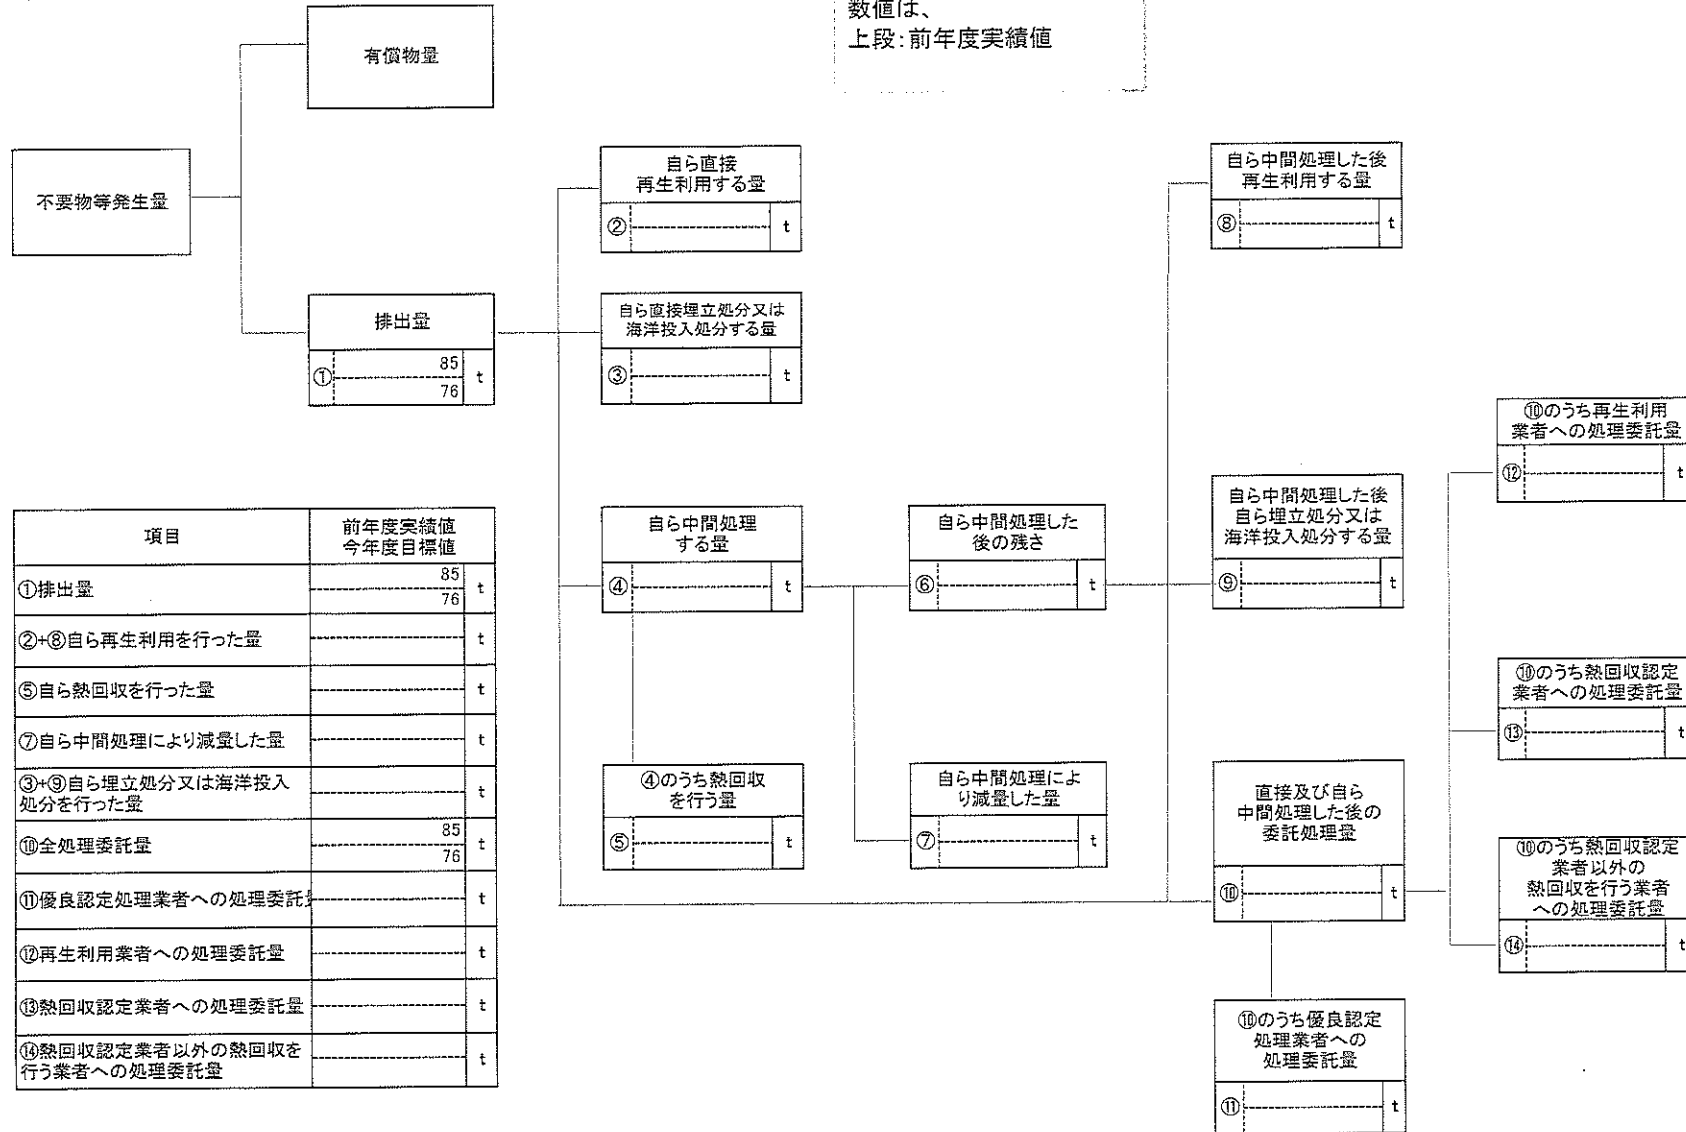 数値は、
上段:前年度実績値
有償物量
不要物等発生量
排出量
① 85 t
76
自ら直接
再生利用する量
② t
自ら直接埋立処分又は
海洋投入処分する量
③ t
自ら中間処理
する量
④ t
④のうち熱回収
を行う量
⑤ t
自ら中間処理した
後の残さ
⑥ t
自ら中間処理によ
り減量した量
⑦ t
自ら中間処理した後
再生利用する量
⑧ t
自ら中間処理した後
自ら埋立処分又は
海洋投入処分する量
⑨ t
直接及び自ら
中間処理した後の
委託処理量
⑩ t
⑩のうち優良認定
処理業者への
処理委託量
⑪ t
⑩のうち再生利用
業者への処理委託量
⑫ t
⑩のうち熱回収認定
業者への処理委託量
⑬ t
⑩のうち熱回収認定
業者以外の
熱回収を行う業者
への処理委託量
⑭ t
項目 前年度実績値
今年度目標値
①排出量 85 t
76
②+⑧自ら再生利用を行った量 t
⑤自ら熱回収を行った量 t
⑦自ら中間処理により減量した量 t
③+⑨自ら埋立処分又は海洋投入
処分を行った量 t
⑩全処理委託量 85 t
76
⑪優良認定処理業者への処理委託 t
⑫再生利用業者への処理委託量 t
⑬熱回収認定業者への処理委託量 t
⑭熱回収認定業者以外の熱回収を
行う業者への処理委託量 t